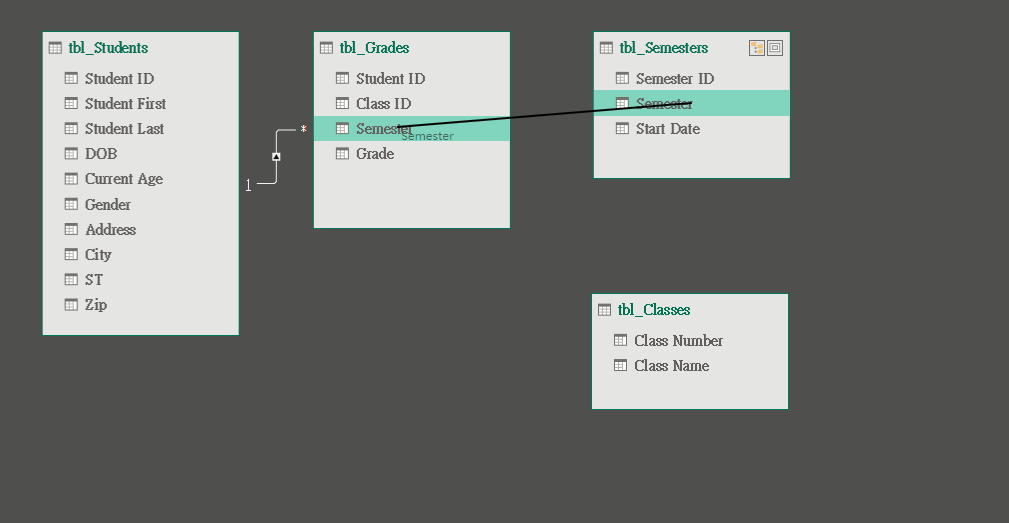 tbl_Students
Student ID
Student First
Student Last
DOB
Current Age
Gender
Address
City
ST
Zip
1
*
tbl_Grades
Student ID
Class ID
Semester
Semester
Grade
tbl_Semesters
Semester ID
Semester
Start Date
tbl_Classes
Class Number
Class Name